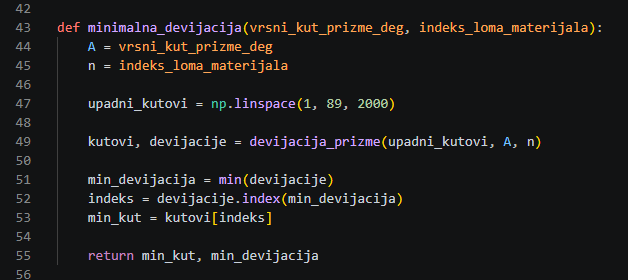 42
43 def minimalna_devijacija(vrsni_kut_prizme_deg, indeks_loma_materijala):
44     A = vrsni_kut_prizme_deg
45     n = indeks_loma_materijala
46
47     upadni_kutovi = np.linspace(1, 89, 2000)
48
49     kutovi, devijacije = devijacija_prizme(upadni_kutovi, A, n)
50
51     min_devijacija = min(devijacije)
52     indeks = devijacije.index(min_devijacija)
53     min_kut = kutovi[indeks]
54
55     return min_kut, min_devijacija
56